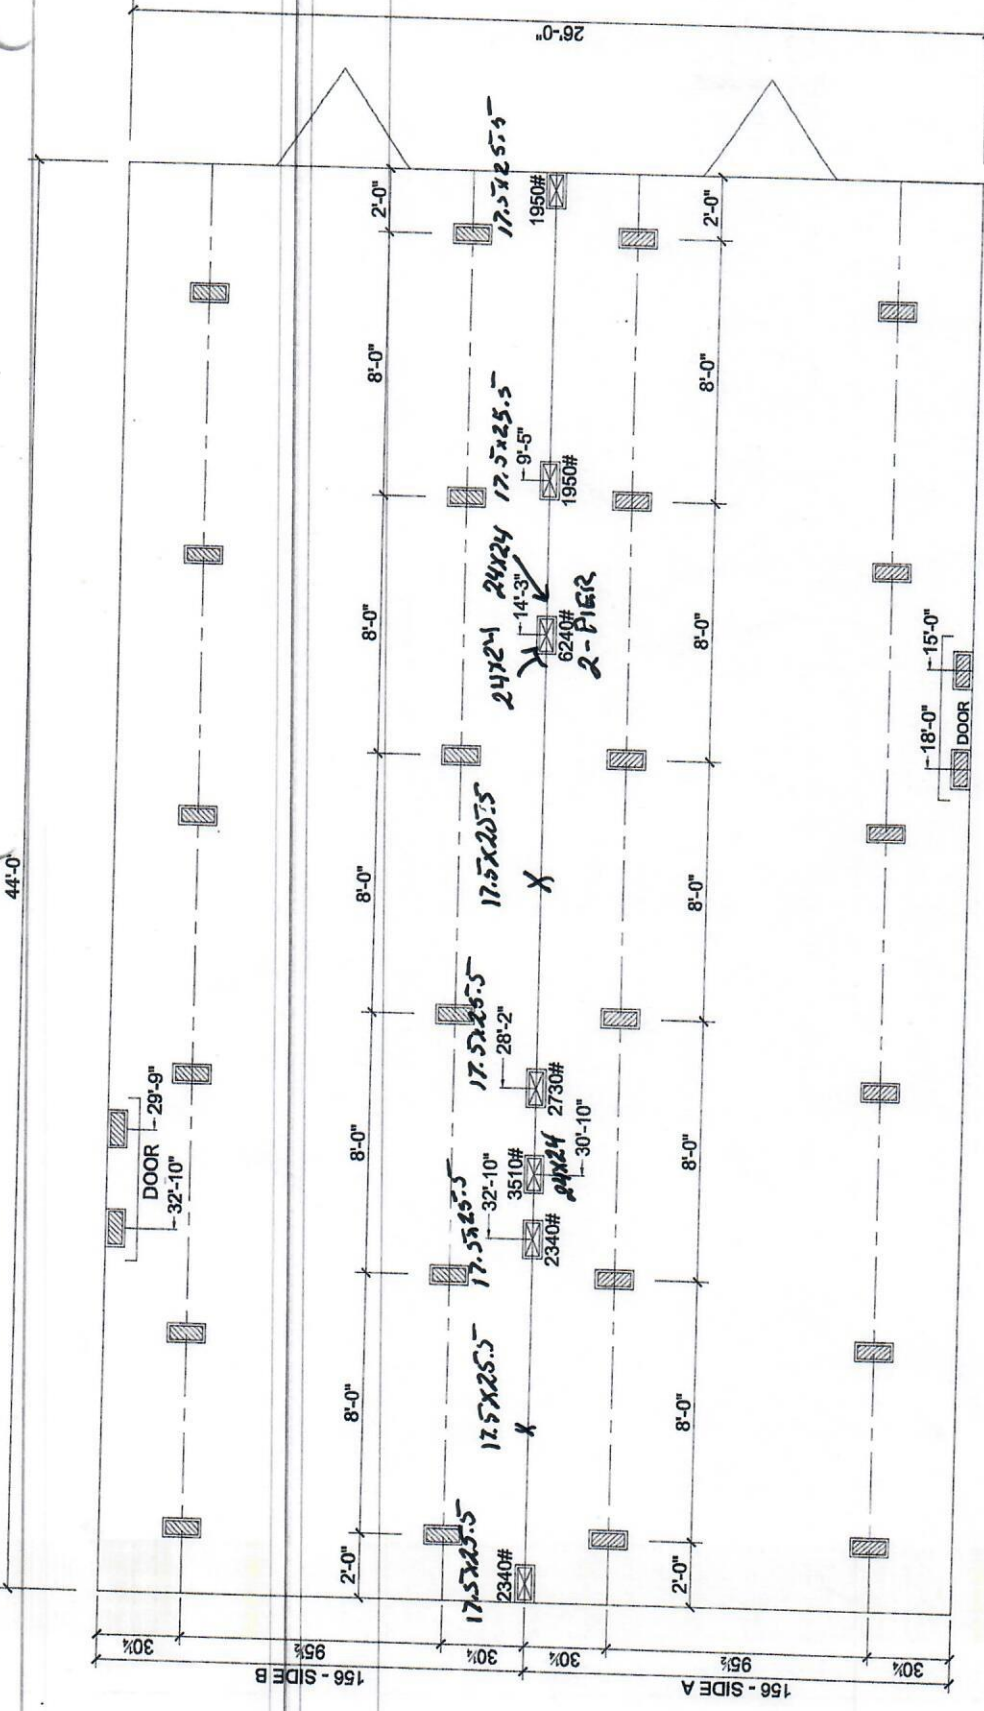 26'-0"
44'-0
2'-0"
17.5x25.5
1950#
2'-0"
8'-0"
17.5x25.5
9'-5"
1950#
8'-0"
24x24
24x24
14'-3"
6240#
2-PIER
8'-0"
8'-0"
15'-0"
18'-0"
DOOR
17.5x25.5
X
8'-0"
8'-0"
17.5x25.5
28'-2"
2730#
29'-9"
DOOR
32'-10"
8'-0"
17.5x25.5
32'-10"
3510#
24x24
30'-10"
2340#
8'-0"
17.5x25.5
X
8'-0"
8'-0"
17.5x25.5
2340#
2'-0"
2'-0"
30¼
95½
30¼
30¼
95½
30¼
156 - SIDE B
156 - SIDE A